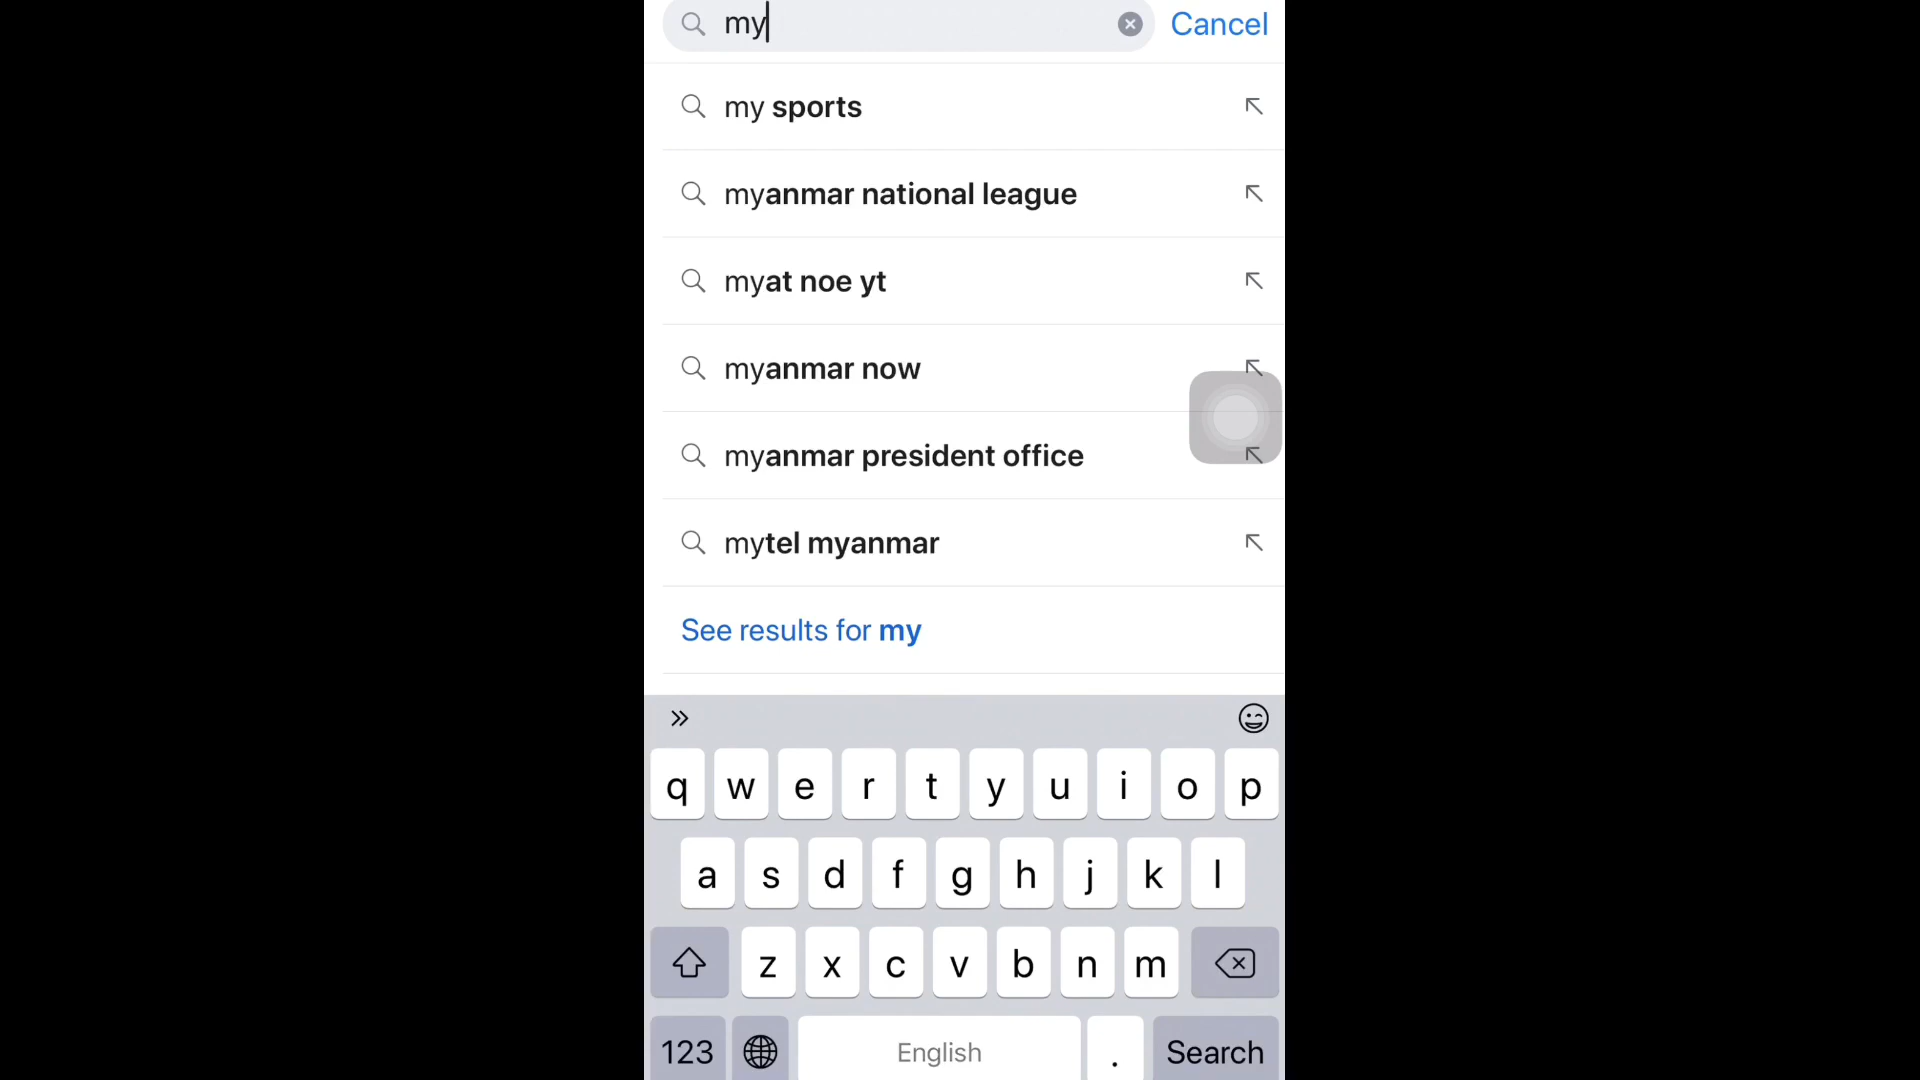 my
Cancel
my sports
myanmar national league
myat noe yt
myanmar now
myanmar president office
mytel myanmar
See results for my
q w e r t y u i o p
a s d f g h j k l
z x c v b n m
123 English . Search